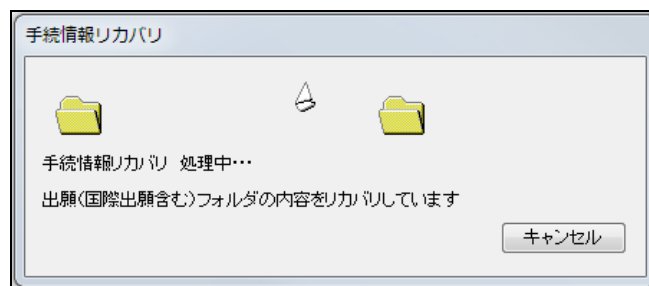 手続情報リカバリ
手続情報リカバリ 処理中…
出願(国際出願含む)フォルダの内容をリカバリしています
キャンセル